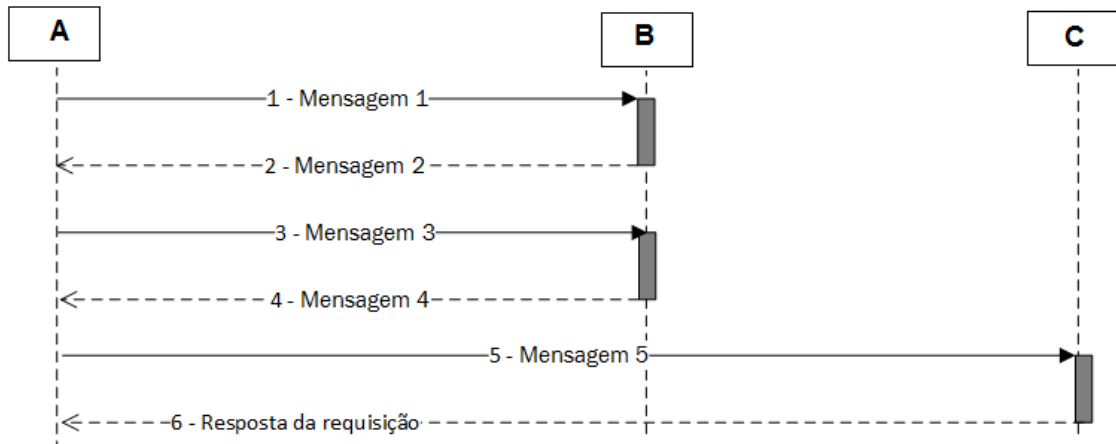 A
B
C
1 - Mensagem 1
2 - Mensagem 2
3 - Mensagem 3
4 - Mensagem 4
5 - Mensagem 5
6 - Resposta da requisição